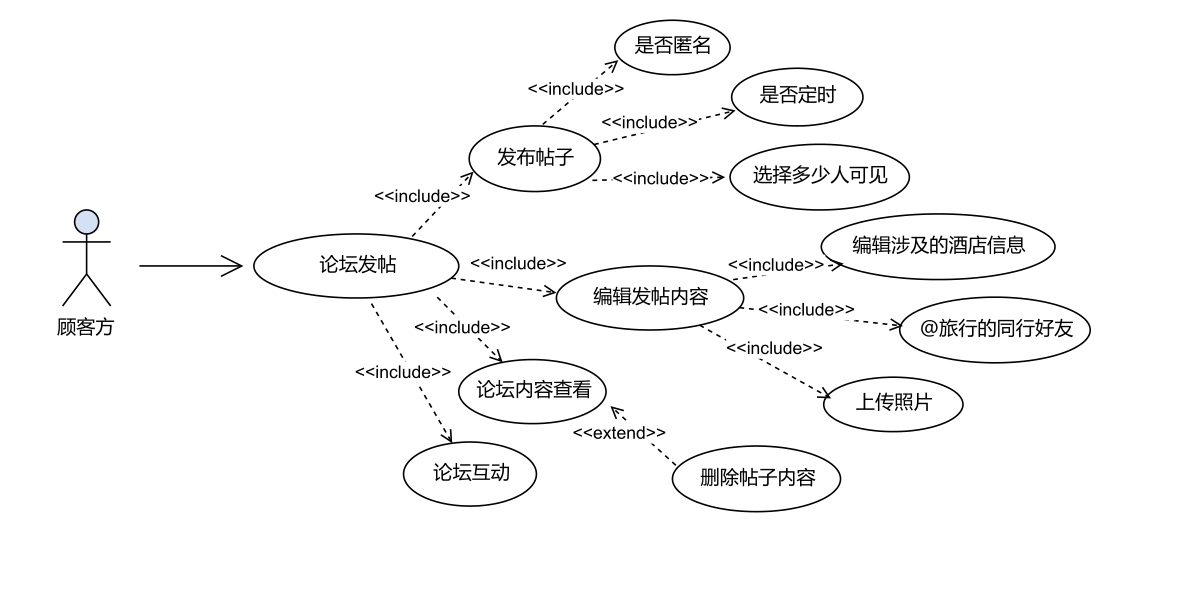 是否匿名
<<include>>
是否定时
<<include>>
发布帖子
选择多少人可见
<<include>>
<<include>>
编辑涉及的酒店信息
论坛发帖
<<include>>
<<include>>
编辑发帖内容
<<include>>
顾客方
<<include>>
@旅行的同行好友
<<include>>
<<include>>
论坛内容查看
上传照片
<<extend>>
论坛互动
删除帖子内容